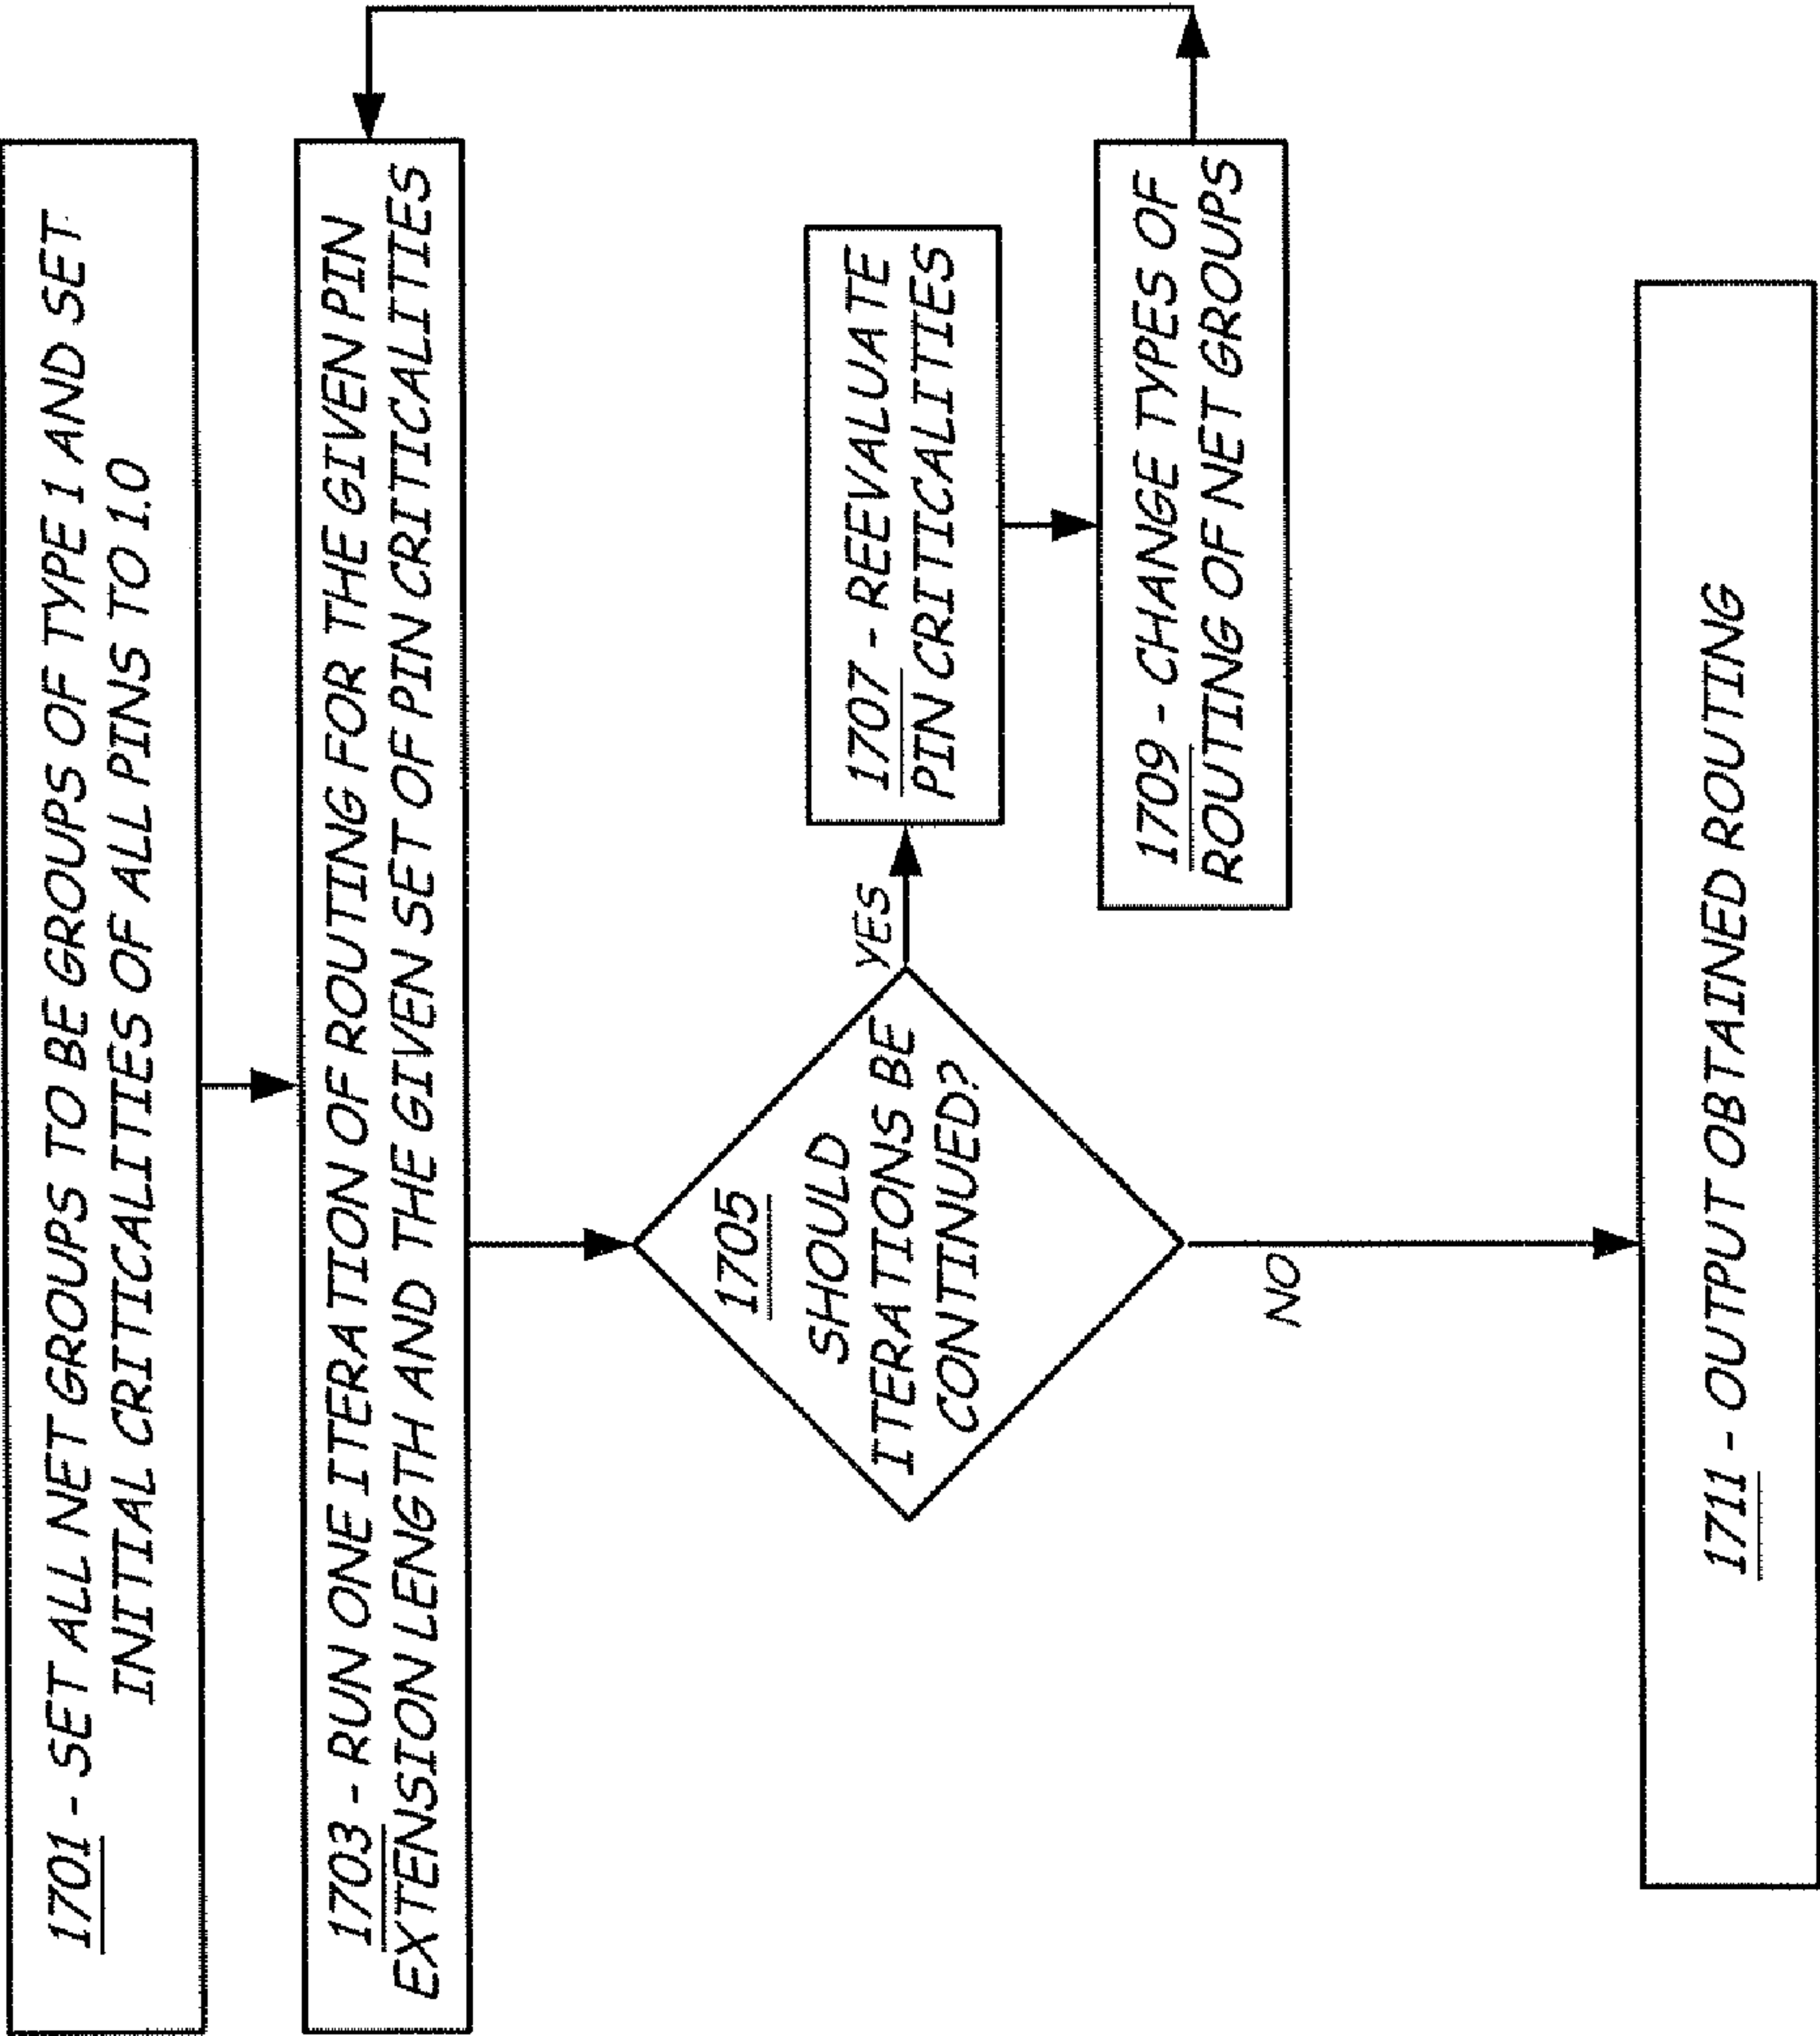 1701 - SET ALL NET GROUPS TO BE GROUPS OF TYPE 1 AND SET
INITIAL CRITICALITIES OF ALL PINS TO 1.0
1703 - RUN ONE ITERATION OF ROUTING FOR THE GIVEN PIN
EXTENSION LENGTH AND THE GIVEN SET OF PIN CRITICALITIES
1705
SHOULD
ITERATIONS BE
CONTINUED?
YES
1707 - REEVALUATE
PIN CRITICALITIES
1709 - CHANGE TYPES OF
ROUTING OF NET GROUPS
NO
1711 - OUTPUT OBTAINED ROUTING